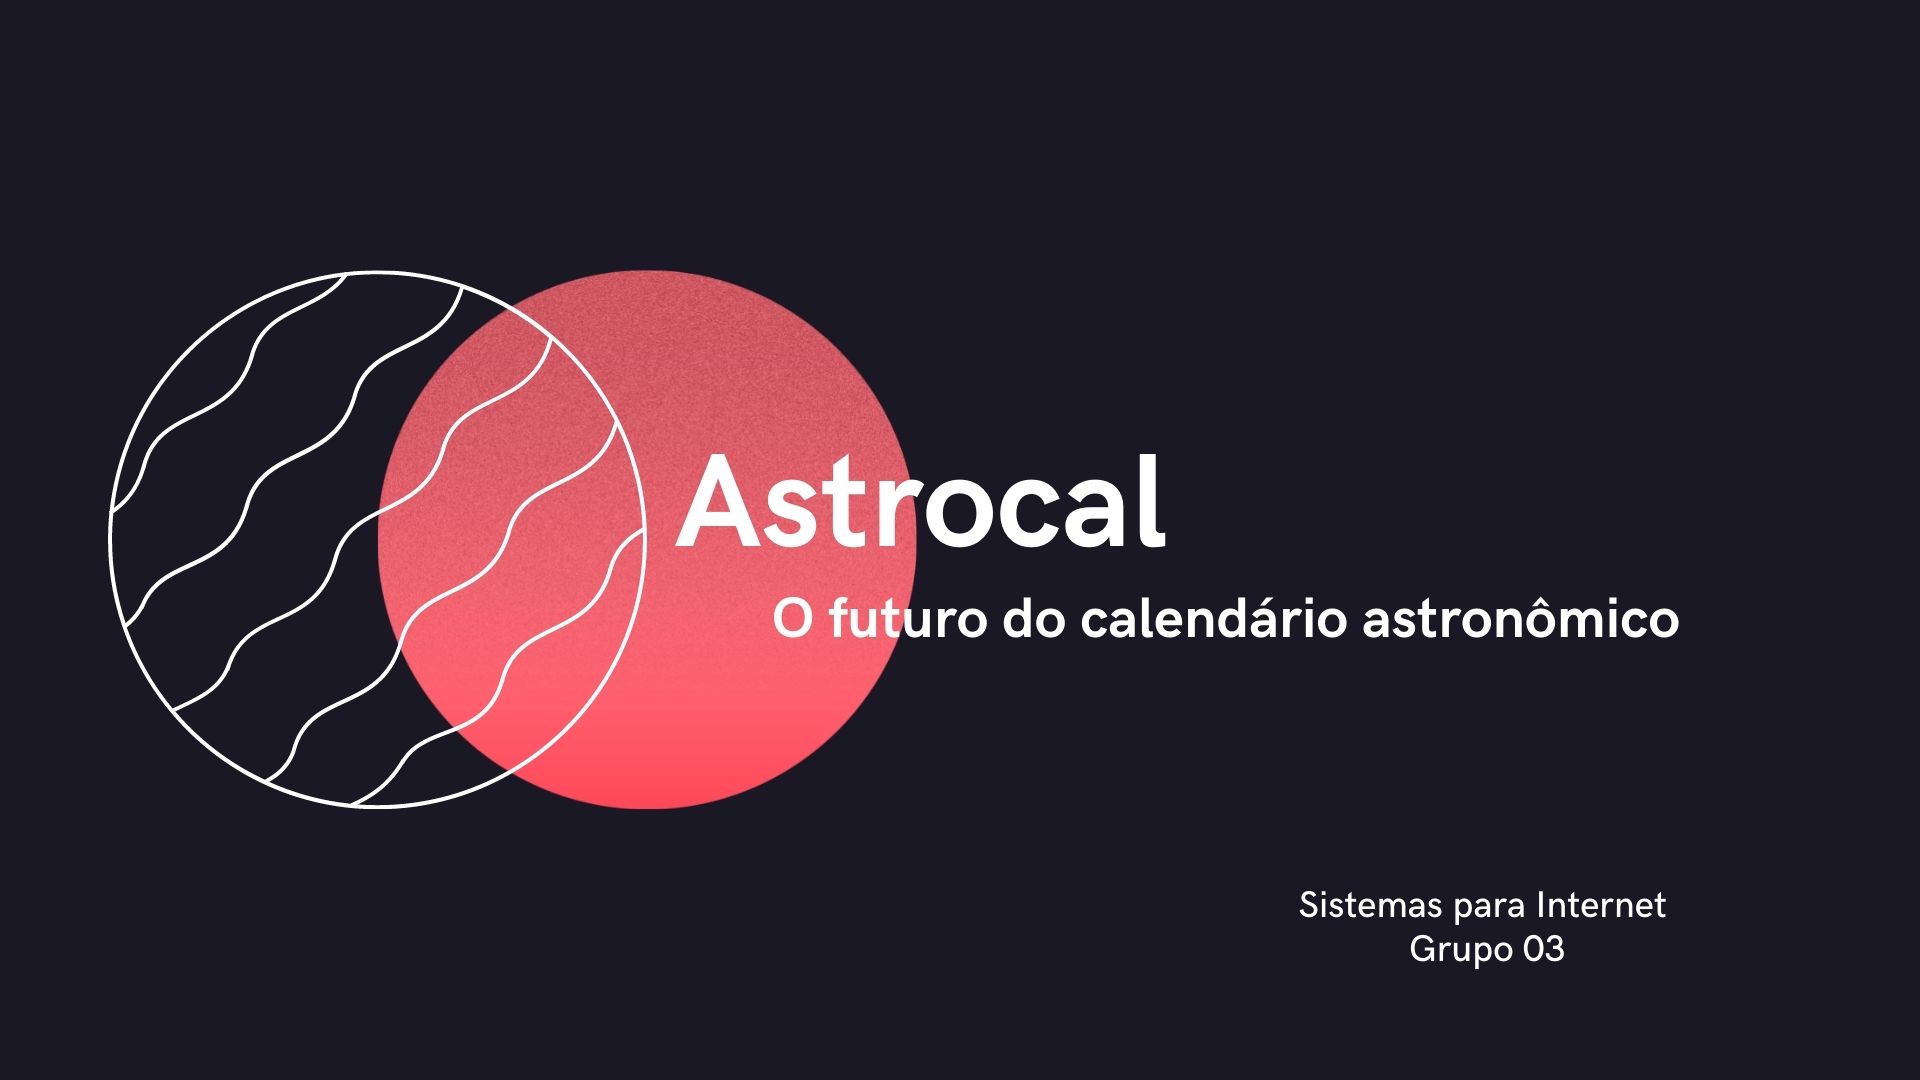 Astrocal
O futuro do calendário astronômico
Sistemas para Internet
Grupo 03